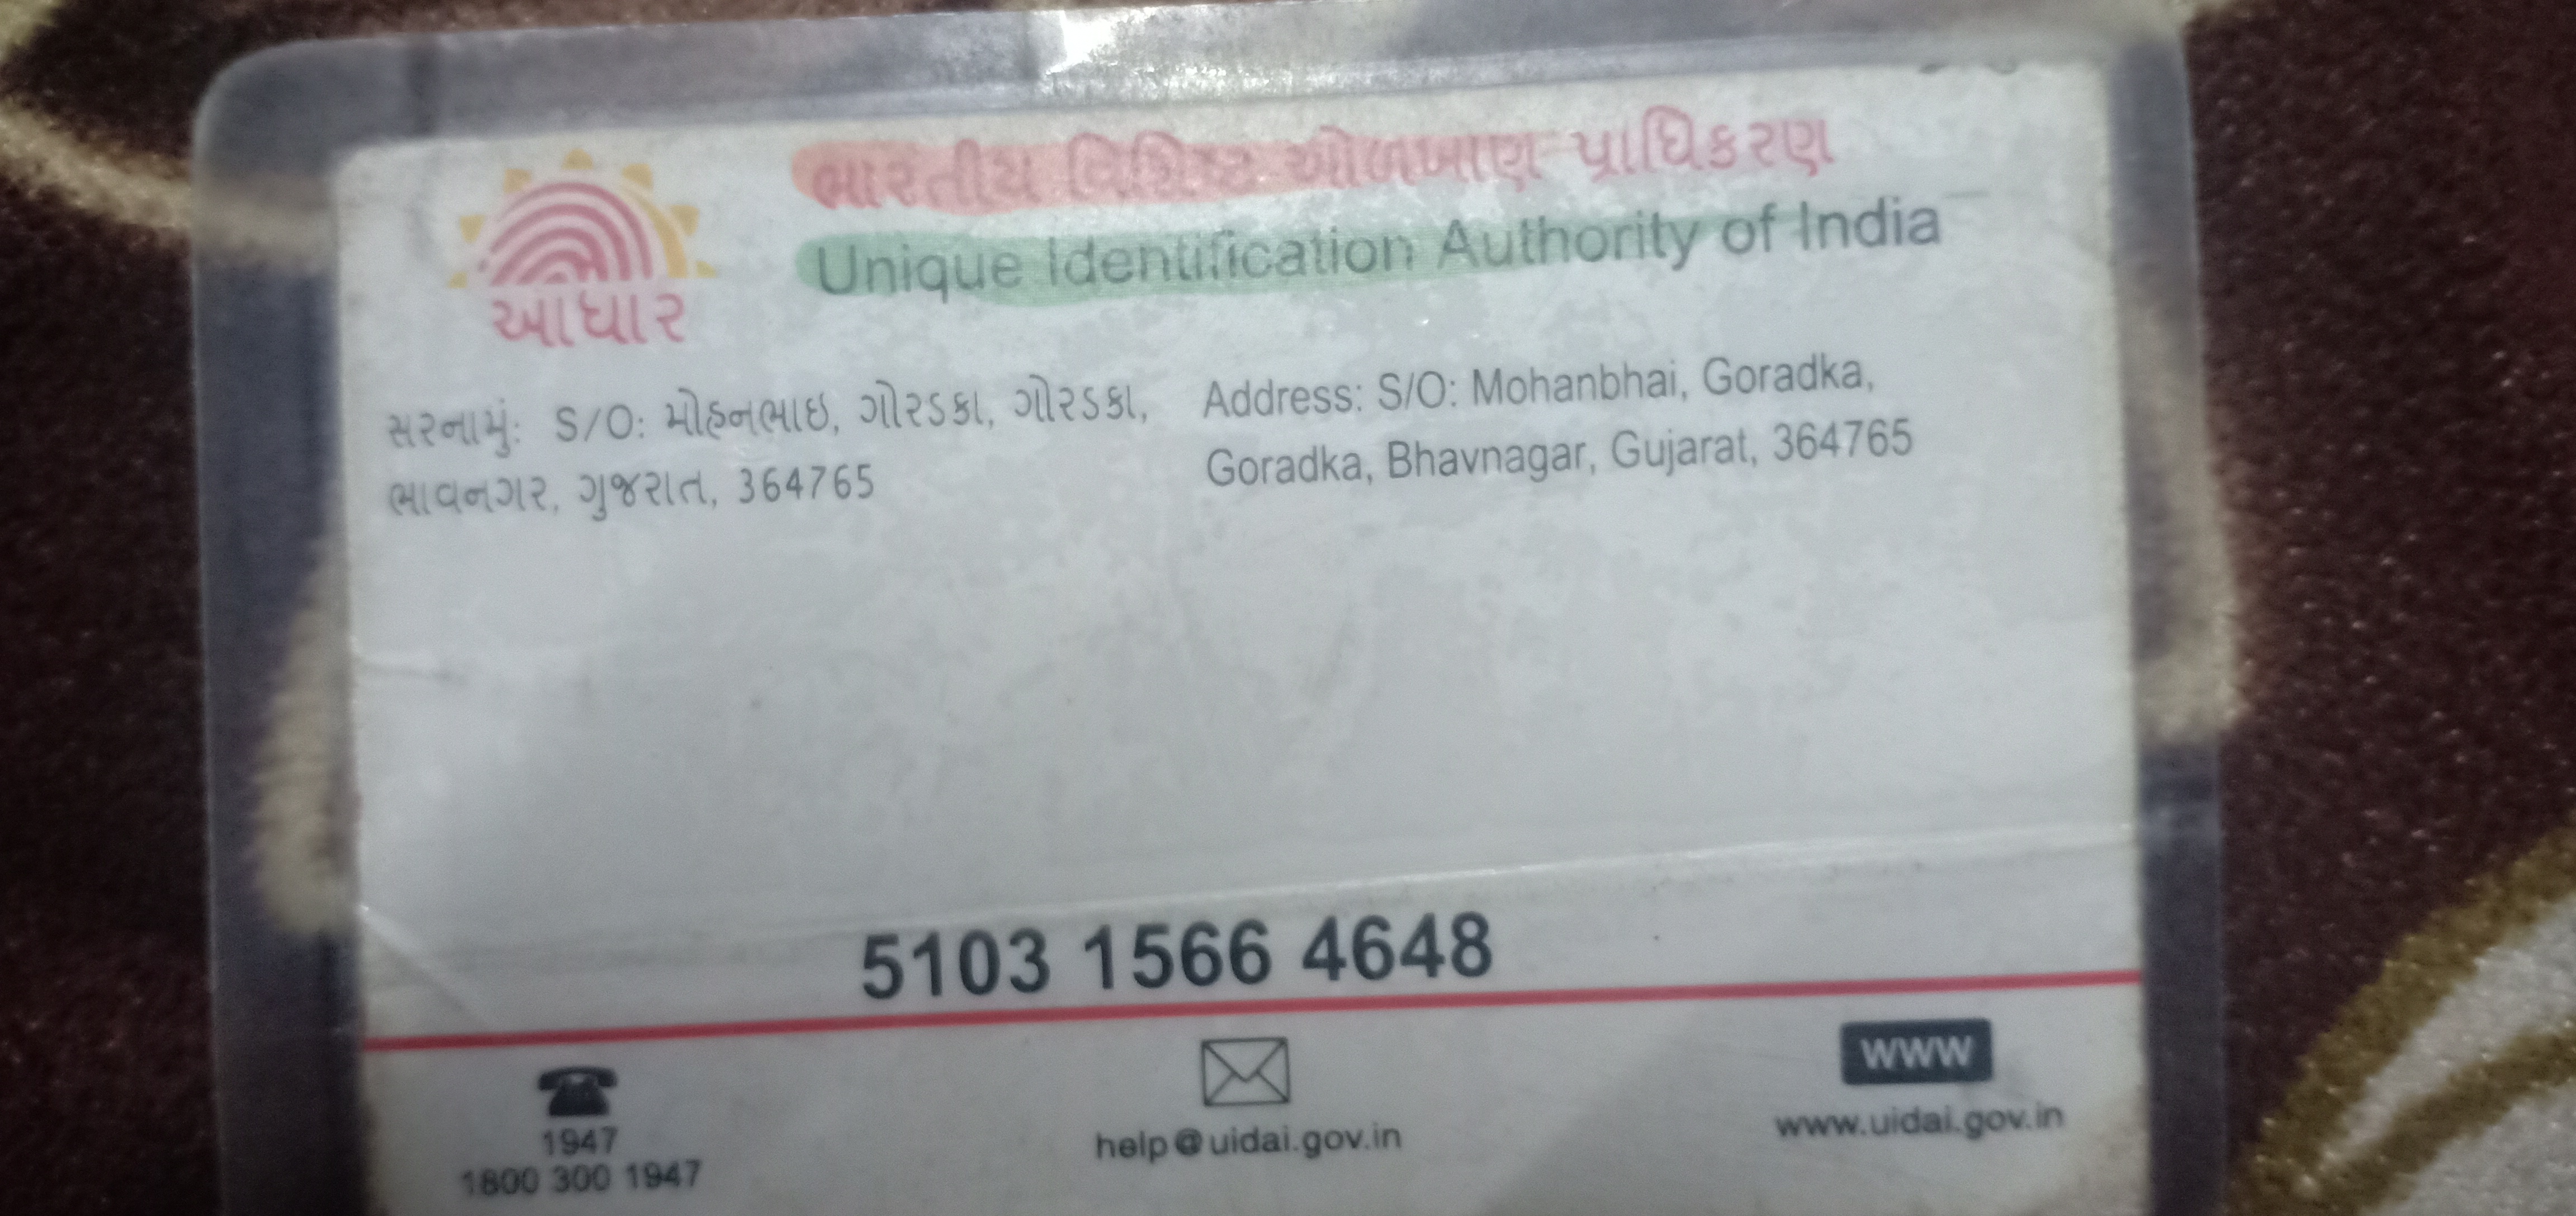 ભારતીય વિશિષ્ટ ઓળખાણ પ્રાધિકરણ
Unique Identification Authority of India
આધાર
સરનામું: S/O: મોહનભાઇ, ગોરડકા, ગોરડકા,
ભાવનગર, ગુજરાત, 364765
Address: S/O: Mohanbhai, Goradka,
Goradka, Bhavnagar, Gujarat, 364765
5103 1566 4648
1947
1800 300 1947
help@uidai.gov.in
www
www.uidai.gov.in